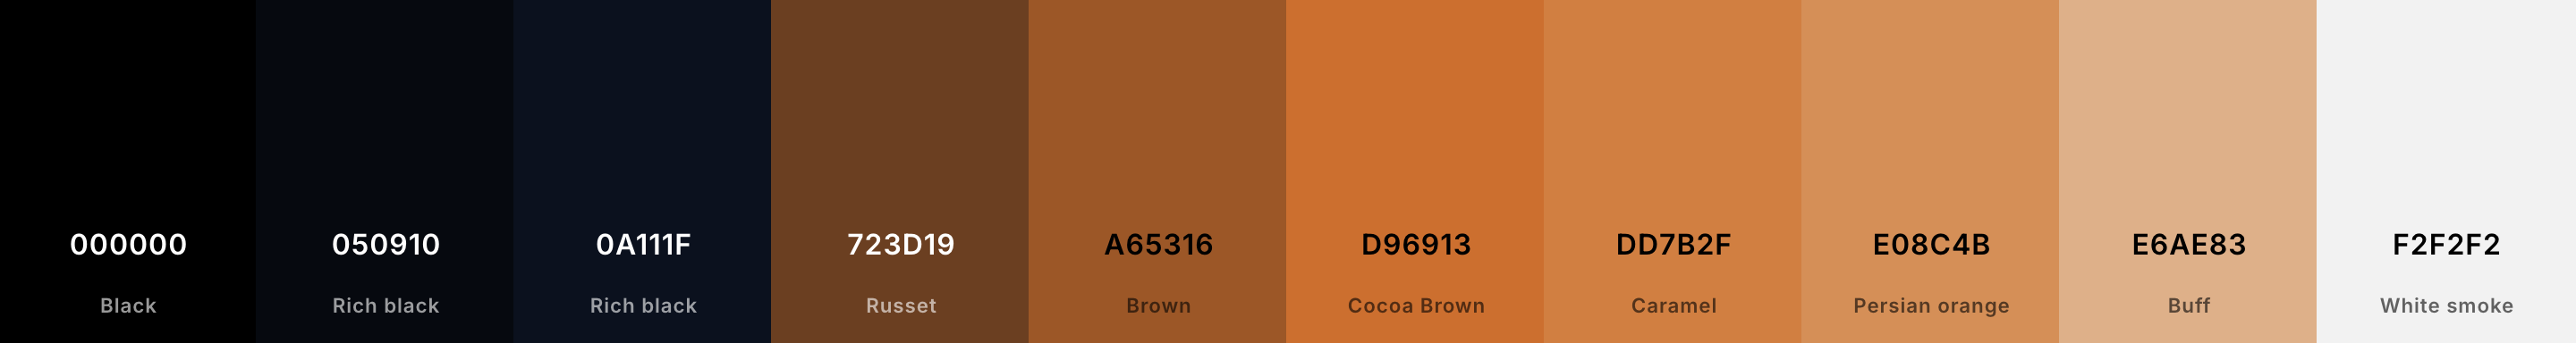 000000
Black
050910
Rich black
0A111F
Rich black
723D19
Russet
A65316
Brown
D96913
Cocoa Brown
DD7B2F
Caramel
E08C4B
Persian orange
E6AE83
Buff
F2F2F2
White smoke